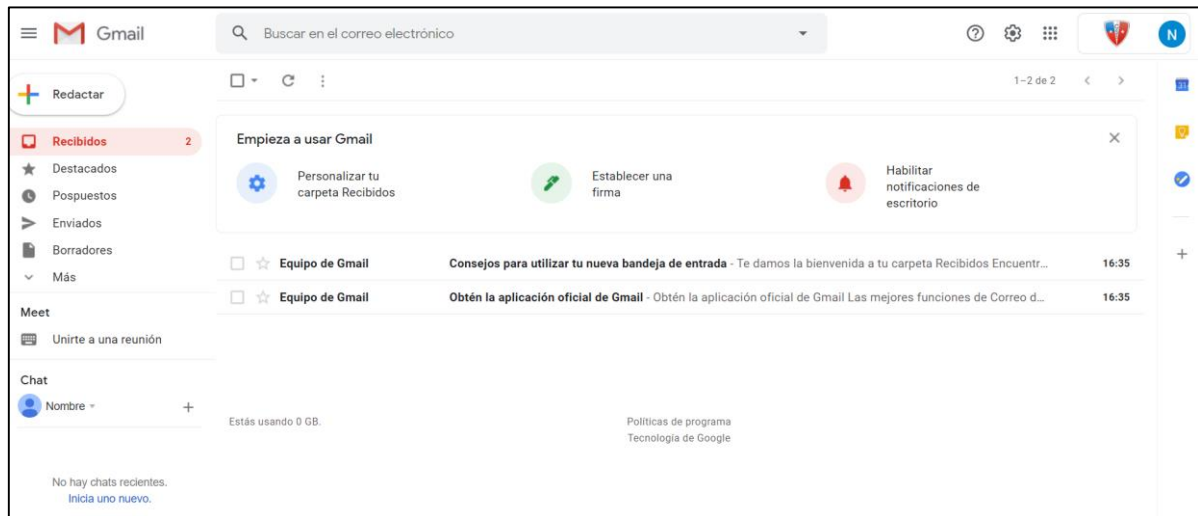 Gmail
Buscar en el correo electrónico
N
Redactar
1–2 de 2
31
Recibidos 2
Destacados
Pospuestos
Enviados
Borradores
Más
Meet
Unirte a una reunión
Chat
Nombre
No hay chats recientes.
Inicia uno nuevo.
Empieza a usar Gmail
Personalizar tu
carpeta Recibidos
Establecer una
firma
Habilitar
notificaciones de
escritorio
Equipo de Gmail Consejos para utilizar tu nueva bandeja de entrada - Te damos la bienvenida a tu carpeta Recibidos Encuentr... 16:35
Equipo de Gmail Obtén la aplicación oficial de Gmail - Obtén la aplicación oficial de Gmail Las mejores funciones de Correo d... 16:35
Estás usando 0 GB.
Políticas de programa
Tecnología de Google